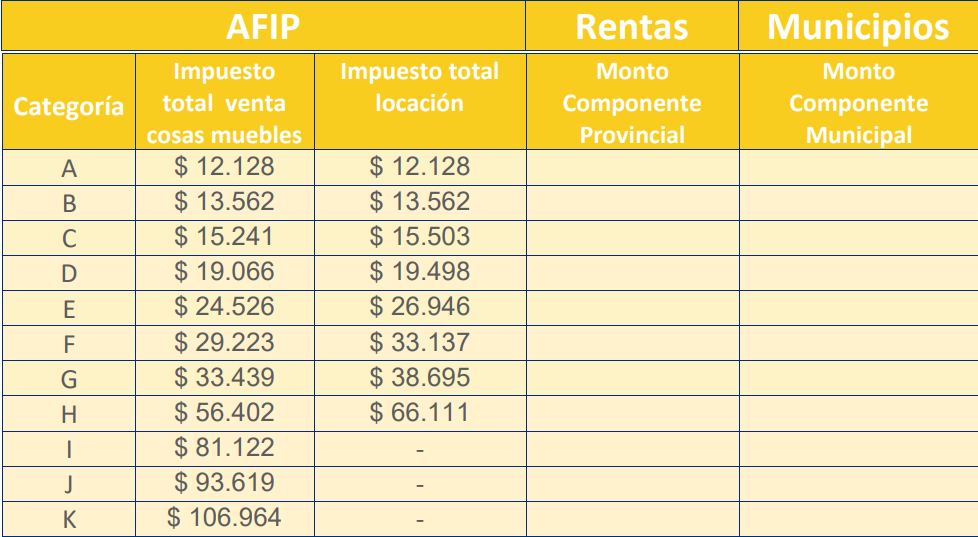 AFIP Rentas Municipios
Categoría Impuesto total venta cosas muebles Impuesto total locación Monto Componente Provincial Monto Componente Municipal
A $ 12.128 $ 12.128
B $ 13.562 $ 13.562
C $ 15.241 $ 15.503
D $ 19.066 $ 19.498
E $ 24.526 $ 26.946
F $ 29.223 $ 33.137
G $ 33.439 $ 38.695
H $ 56.402 $ 66.111
I $ 81.122 -
J $ 93.619 -
K $ 106.964 -